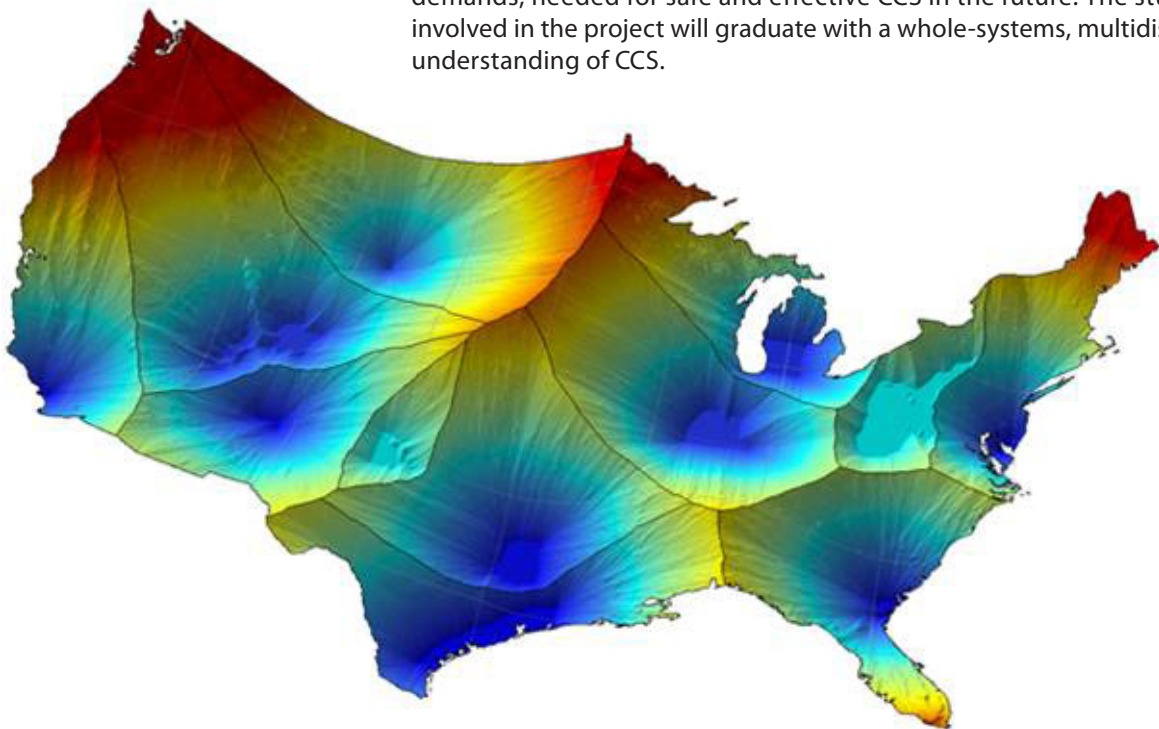 demands, needed for safe and effective CCS in the future. The
involved in the project will graduate with a whole-systems,
understanding of CCS.